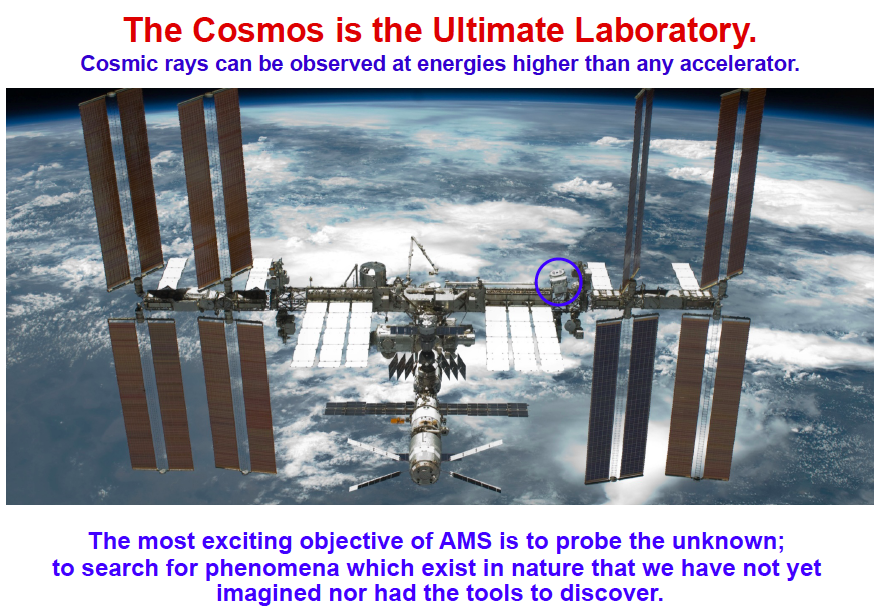 The Cosmos is the Ultimate Laboratory.
Cosmic rays can be observed at energies higher than any accelerator.
The most exciting objective of AMS is to probe the unknown;
to search for phenomena which exist in nature that we have not yet
imagined nor had the tools to discover.